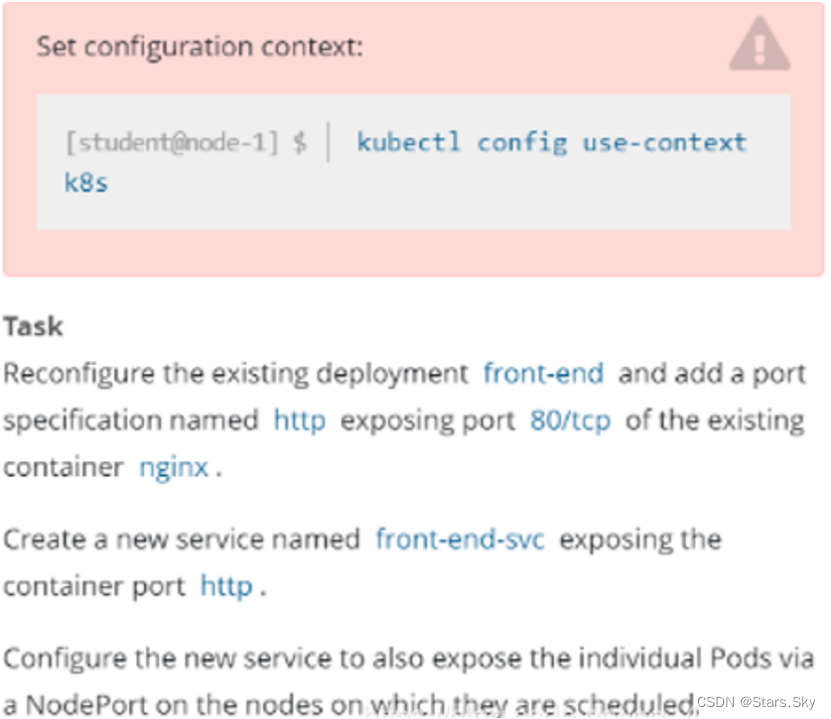 Set configuration context:
[student@node-1] $ | kubectl config use-context
k8s
Task
Reconfigure the existing deployment front-end and add a port
specification named http exposing port 80/tcp of the existing
container nginx .
Create a new service named front-end-svc exposing the
container port http .
Configure the new service to also expose the individual Pods via
a NodePort on the nodes on which they are scheduled.
CSDN @Stars.Sky